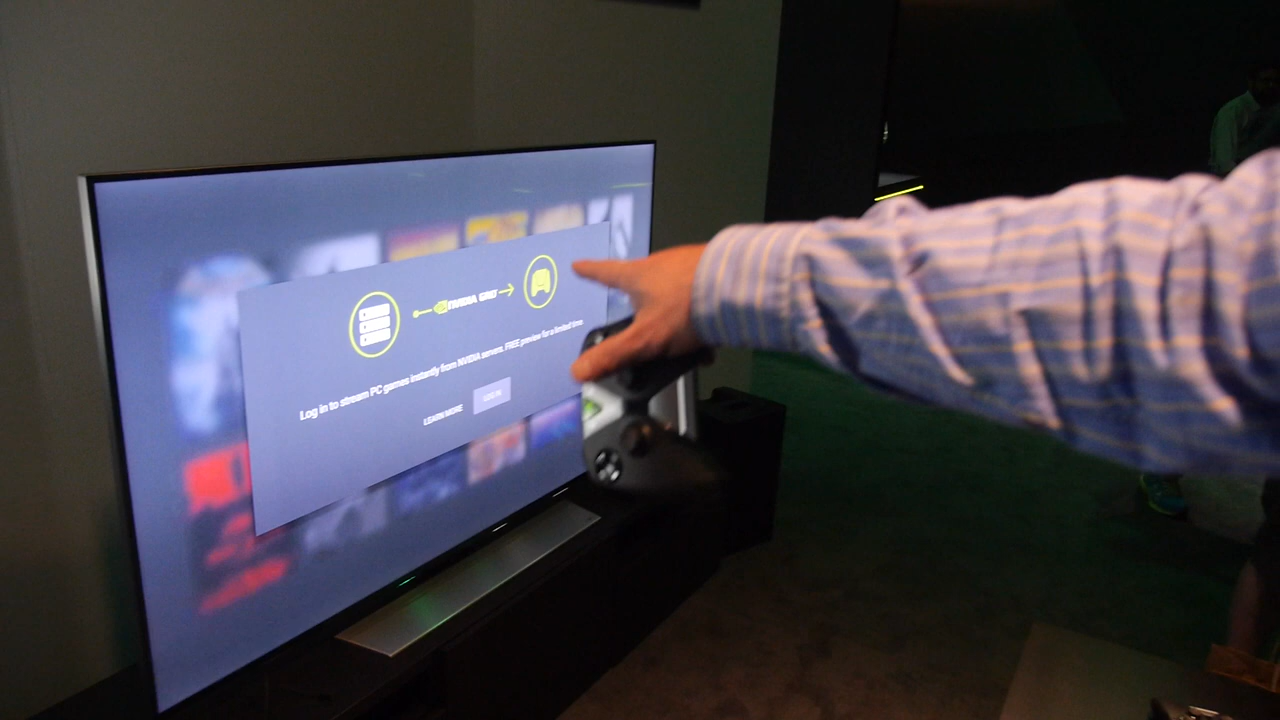 NVIDIA GRID
Log in to stream PC games instantly from NVIDIA servers. FREE preview for a limited time.
LEARN MORE
LOG IN